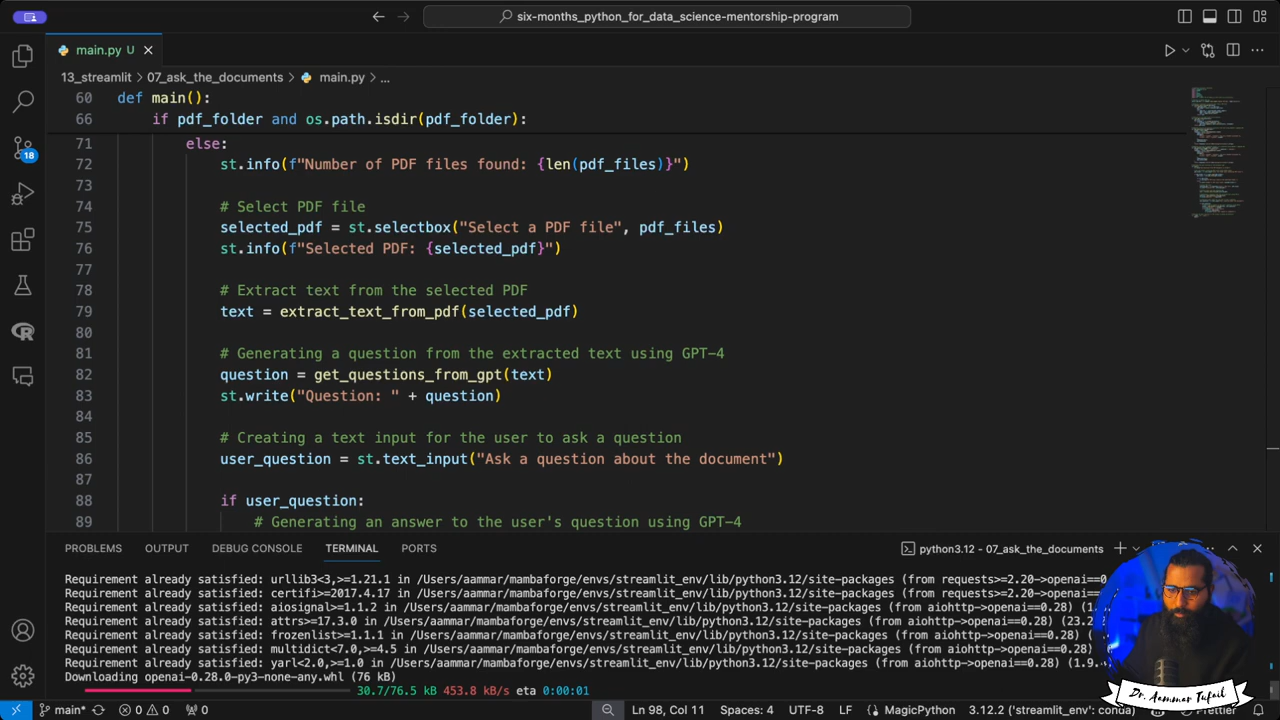 six-months_python_for_data_science-mentorship-program
main.py U
13_streamlit > 07_ask_the_documents > main.py > ...
60 def main():
66 if pdf_folder and os.path.isdir(pdf_folder):
71 else:
72 st.info(f"Number of PDF files found: {len(pdf_files)}")
73
74 # Select PDF file
75 selected_pdf = st.selectbox("Select a PDF file", pdf_files)
76 st.info(f"Selected PDF: {selected_pdf}")
77
78 # Extract text from the selected PDF
79 text = extract_text_from_pdf(selected_pdf)
80
81 # Generating a question from the extracted text using GPT-4
82 question = get_questions_from_gpt(text)
83 st.write("Question: " + question)
84
85 # Creating a text input for the user to ask a question
86 user_question = st.text_input("Ask a question about the document")
87
88 if user_question:
89 # Generating an answer to the user's question using GPT-4
18
PROBLEMS OUTPUT DEBUG CONSOLE TERMINAL PORTS
python3.12 - 07_ask_the_documents
Requirement already satisfied: urllib3<3,>=1.21.1 in /Users/aammar/mambaforge/envs/streamlit_env/lib/python3.12/site-packages (from requests>=2.20->openai==0
Requirement already satisfied: certifi>=2017.4.17 in /Users/aammar/mambaforge/envs/streamlit_env/lib/python3.12/site-packages (from requests>=2.20->openai==0
Requirement already satisfied: aiosignal>=1.1.2 in /Users/aammar/mambaforge/envs/streamlit_env/lib/python3.12/site-packages (from aiohttp->openai==0.28) (1.3
Requirement already satisfied: attrs>=17.3.0 in /Users/aammar/mambaforge/envs/streamlit_env/lib/python3.12/site-packages (from aiohttp->openai==0.28) (23.2
Requirement already satisfied: frozenlist>=1.1.1 in /Users/aammar/mambaforge/envs/streamlit_env/lib/python3.12/site-packages (from aiohttp->openai==0.28)
Requirement already satisfied: multidict<7.0,>=4.5 in /Users/aammar/mambaforge/envs/streamlit_env/lib/python3.12/site-packages (from aiohttp->openai==0.28)
Requirement already satisfied: yarl<2.0,>=1.0 in /Users/aammar/mambaforge/envs/streamlit_env/lib/python3.12/site-packages (from aiohttp->openai==0.28) (1.9.
Downloading openai-0.28.0-py3-none-any.whl (76 kB)
30.7/76.5 kB 453.8 kB/s eta 0:00:01
Dr. Aammar Tufail
main* 0 0 0 Ln 98, Col 11 Spaces: 4 UTF-8 LF MagicPython 3.12.2 ('streamlit_env': conda) Prettier